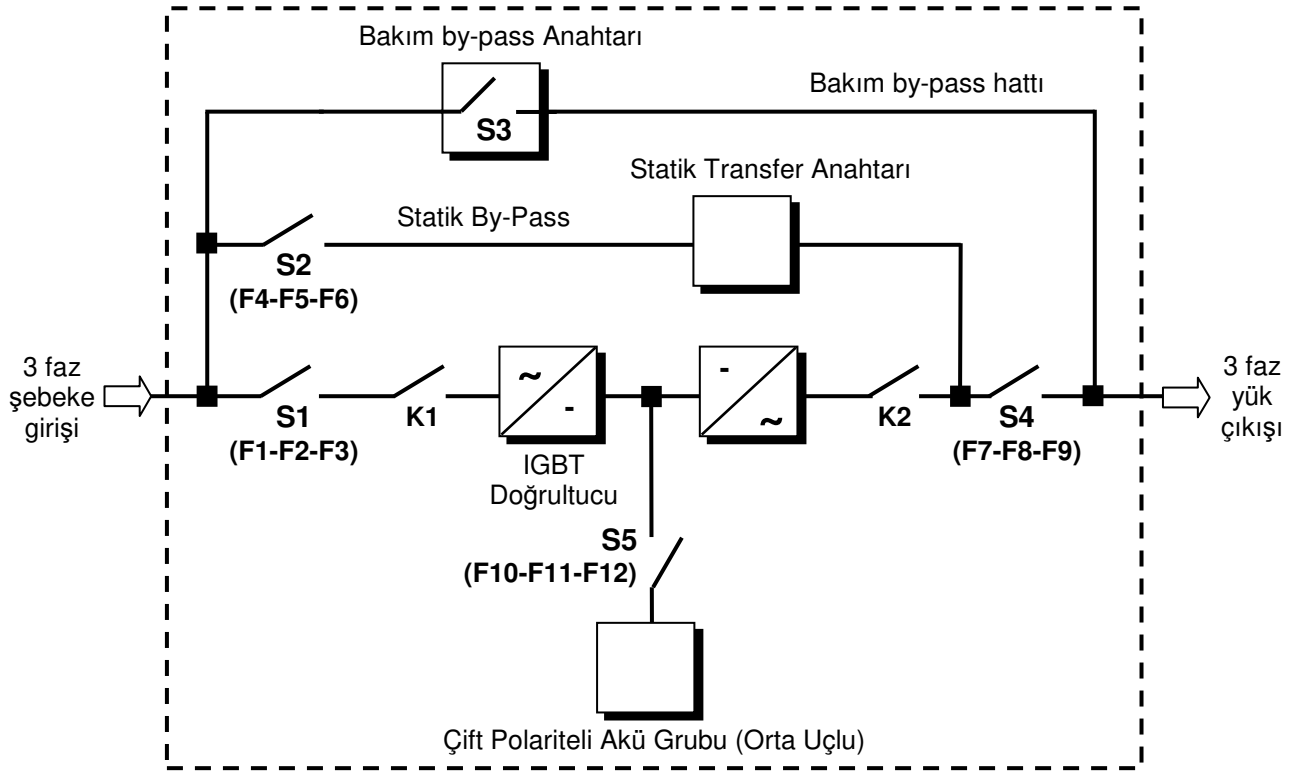 Bakım by-pass Anahtarı
Bakım by-pass hattı
S3
Statik Transfer Anahtarı
Statik By-Pass
S2
(F4-F5-F6)
3 faz
şebeke
girişi
~
-
-
~
3 faz
yük
çıkışı
S1
(F1-F2-F3)
K1
K2
S4
(F7-F8-F9)
IGBT
Doğrultucu
S5
(F10-F11-F12)
Çift Polariteli Akü Grubu (Orta Uçlu)